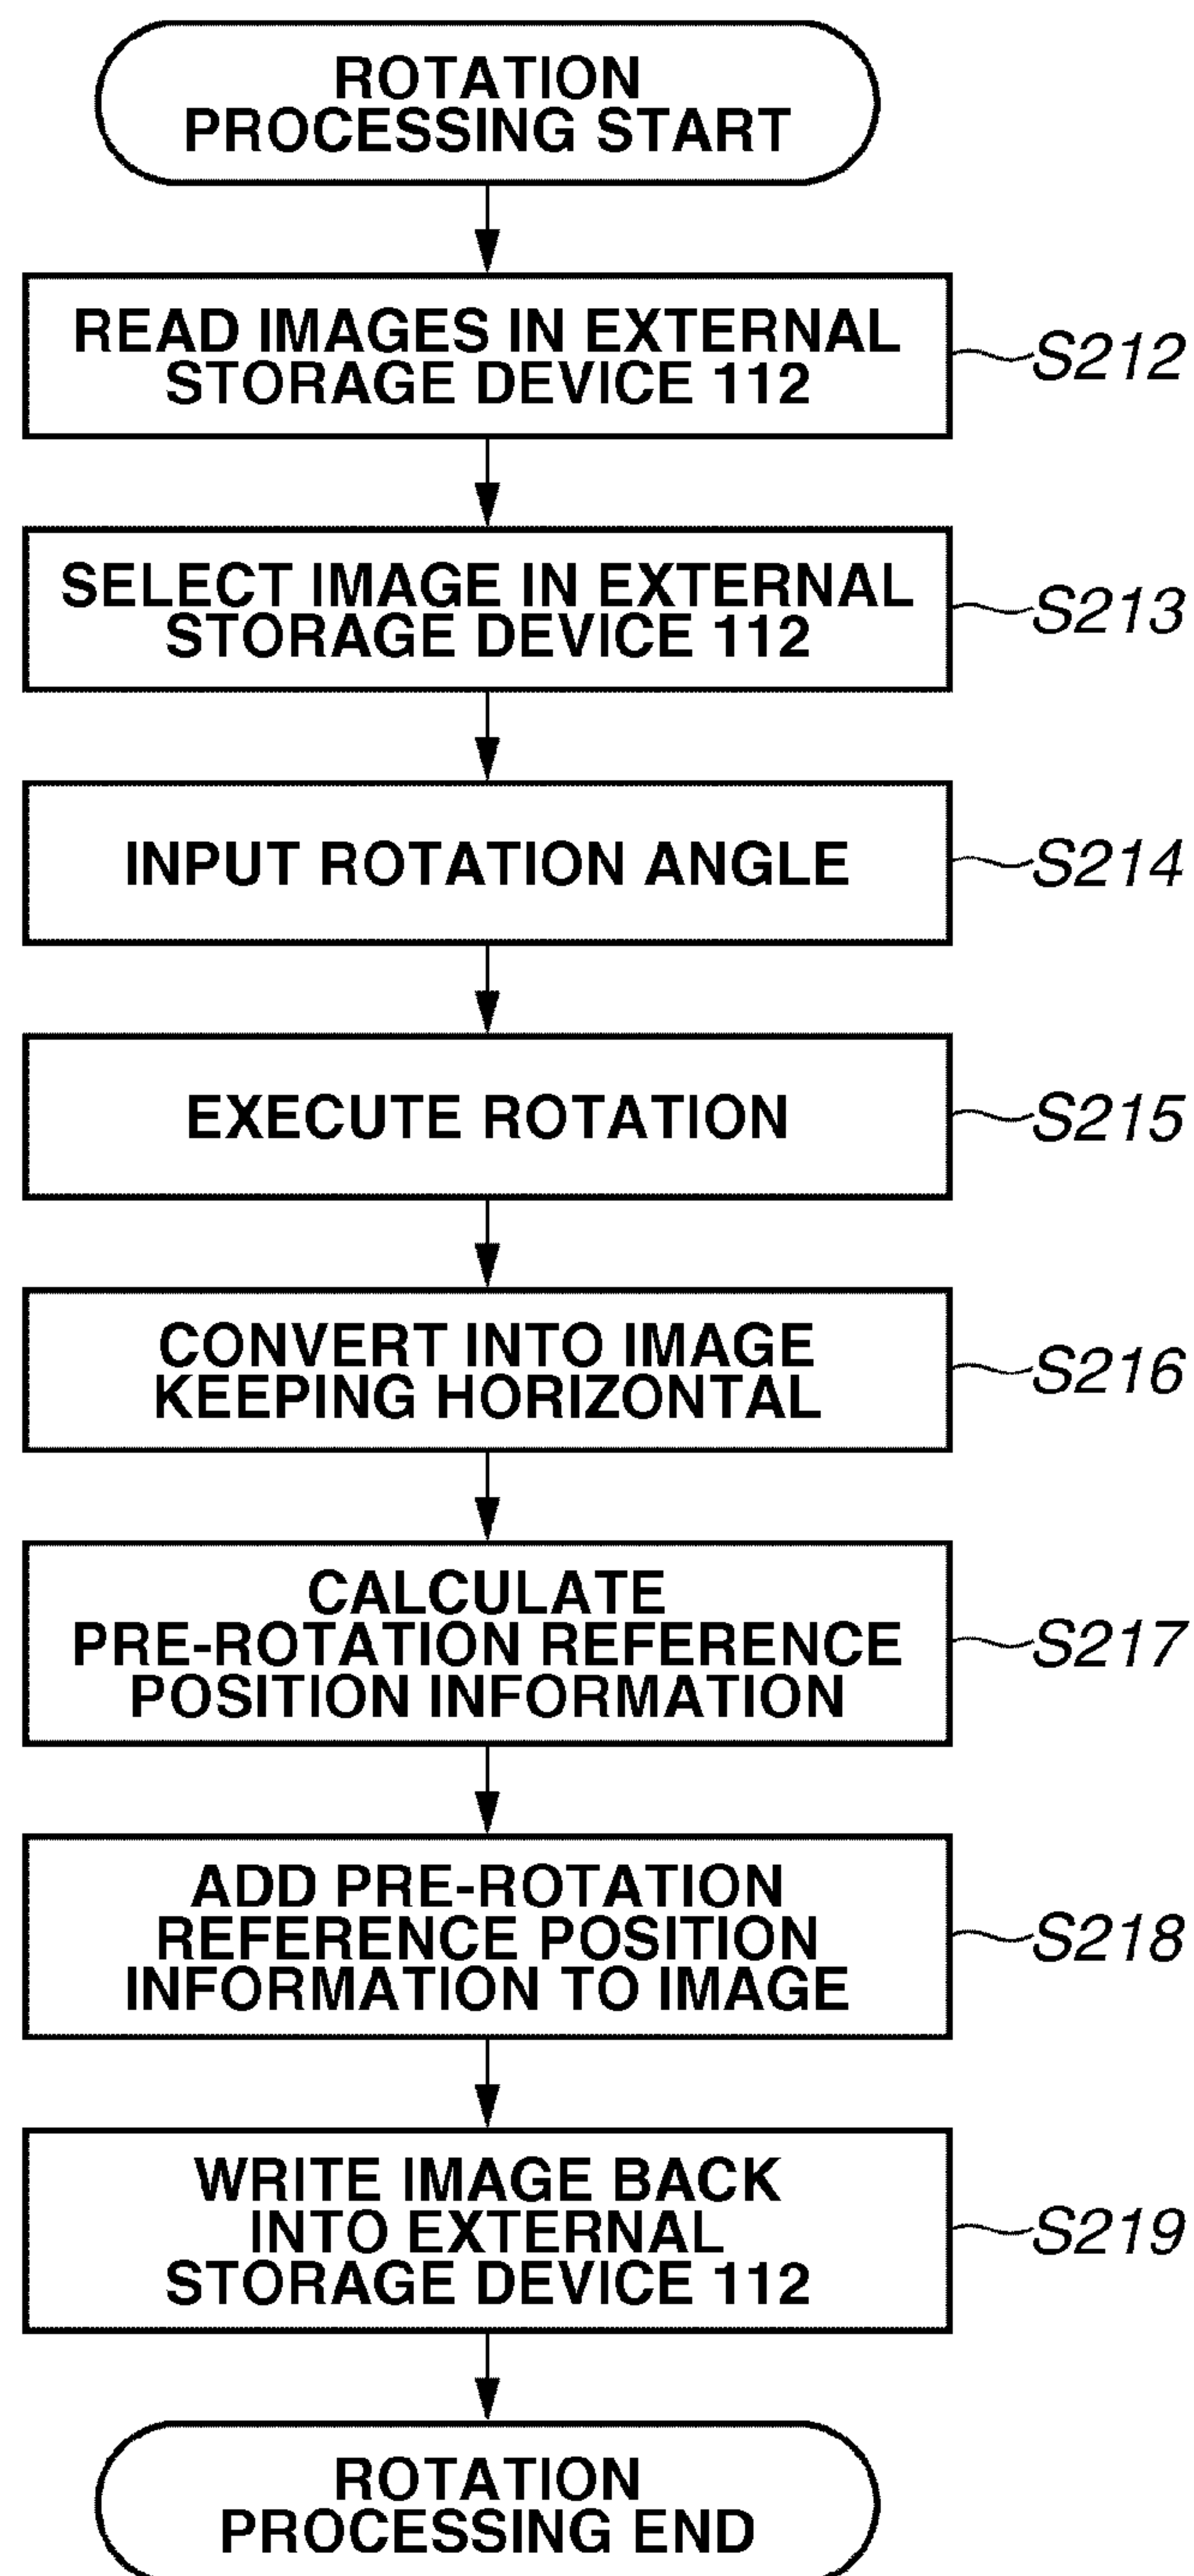 ROTATION
PROCESSING START
READ IMAGES IN EXTERNAL
STORAGE DEVICE 112
S212
SELECT IMAGE IN EXTERNAL
STORAGE DEVICE 112
S213
INPUT ROTATION ANGLE
S214
EXECUTE ROTATION
S215
CONVERT INTO IMAGE
KEEPING HORIZONTAL
S216
CALCULATE
PRE-ROTATION REFERENCE
POSITION INFORMATION
S217
ADD PRE-ROTATION
REFERENCE POSITION
INFORMATION TO IMAGE
S218
WRITE IMAGE BACK
INTO EXTERNAL
STORAGE DEVICE 112
S219
ROTATION
PROCESSING END